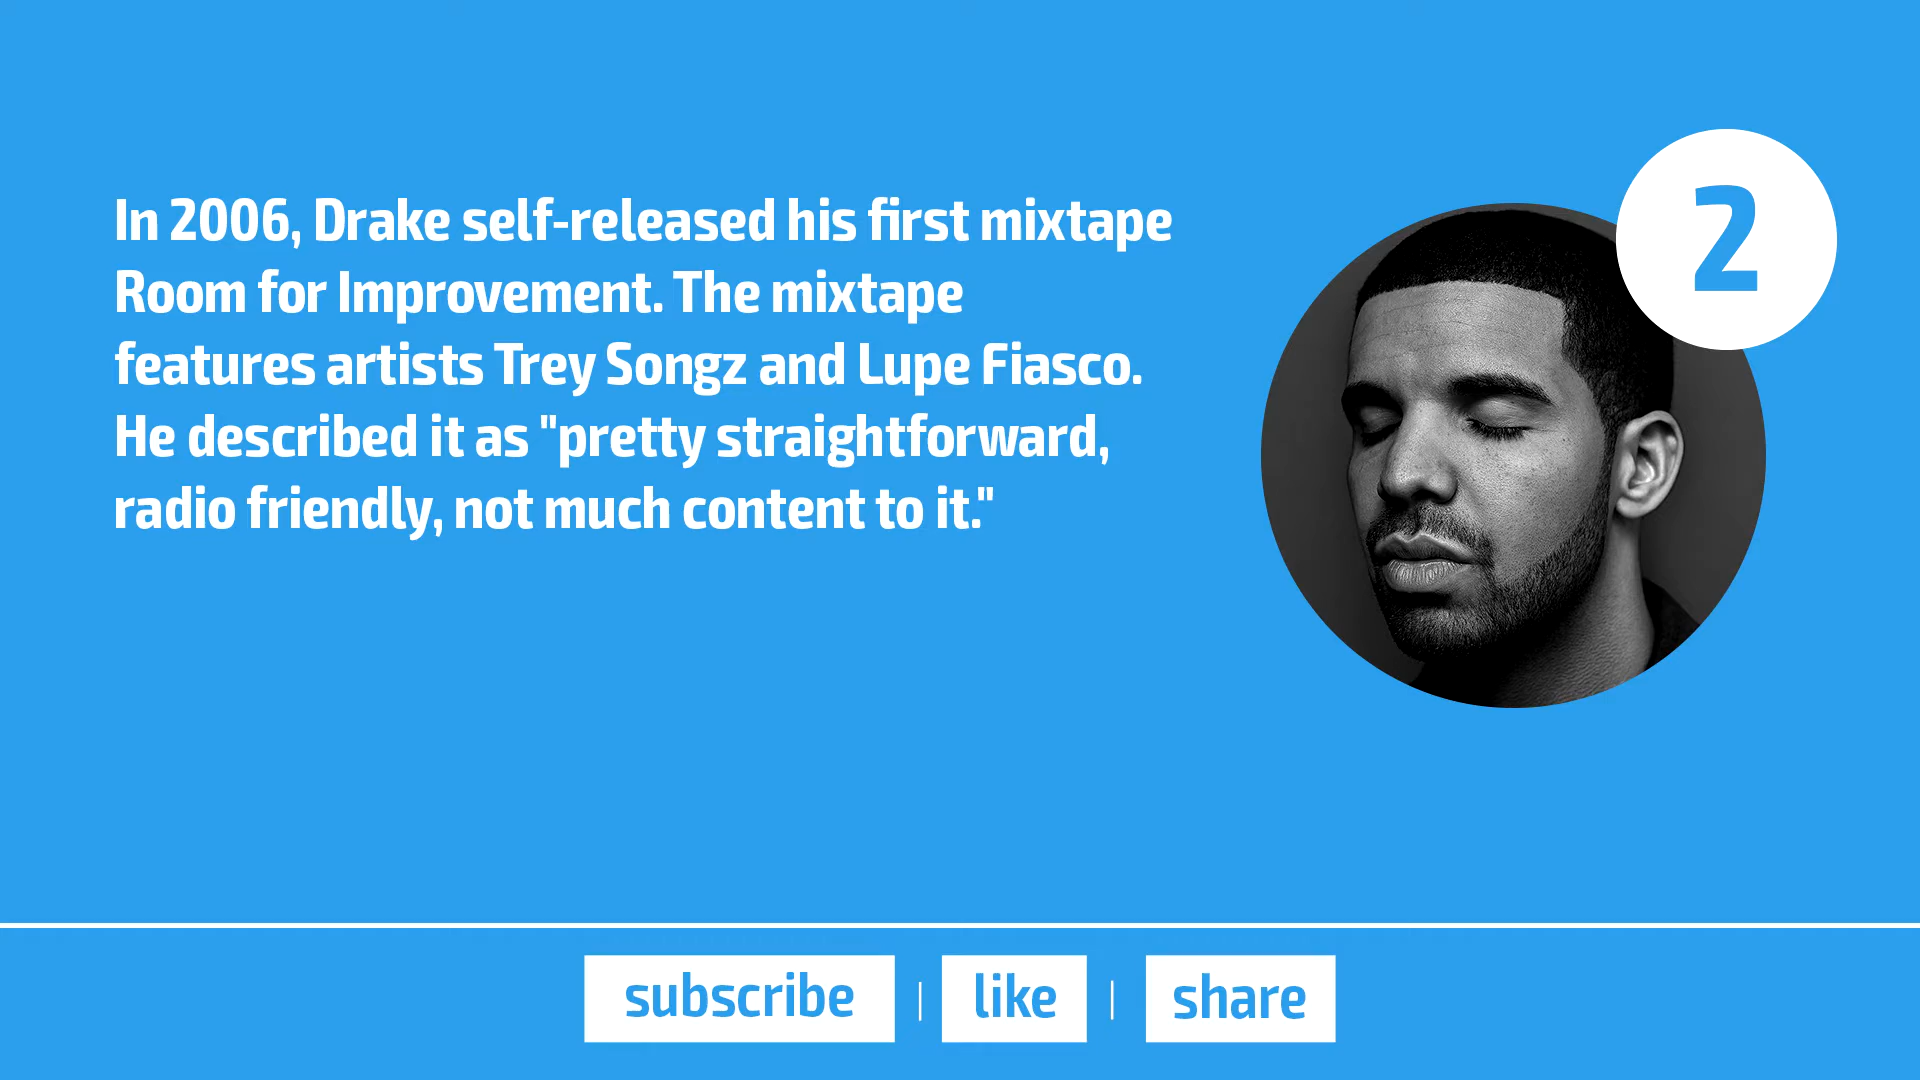 In 2006, Drake self-released his first mixtape
Room for Improvement. The mixtape
features artists Trey Songz and Lupe Fiasco.
He described it as "pretty straightforward,
radio friendly, not much content to it."
2
subscribe | like | share